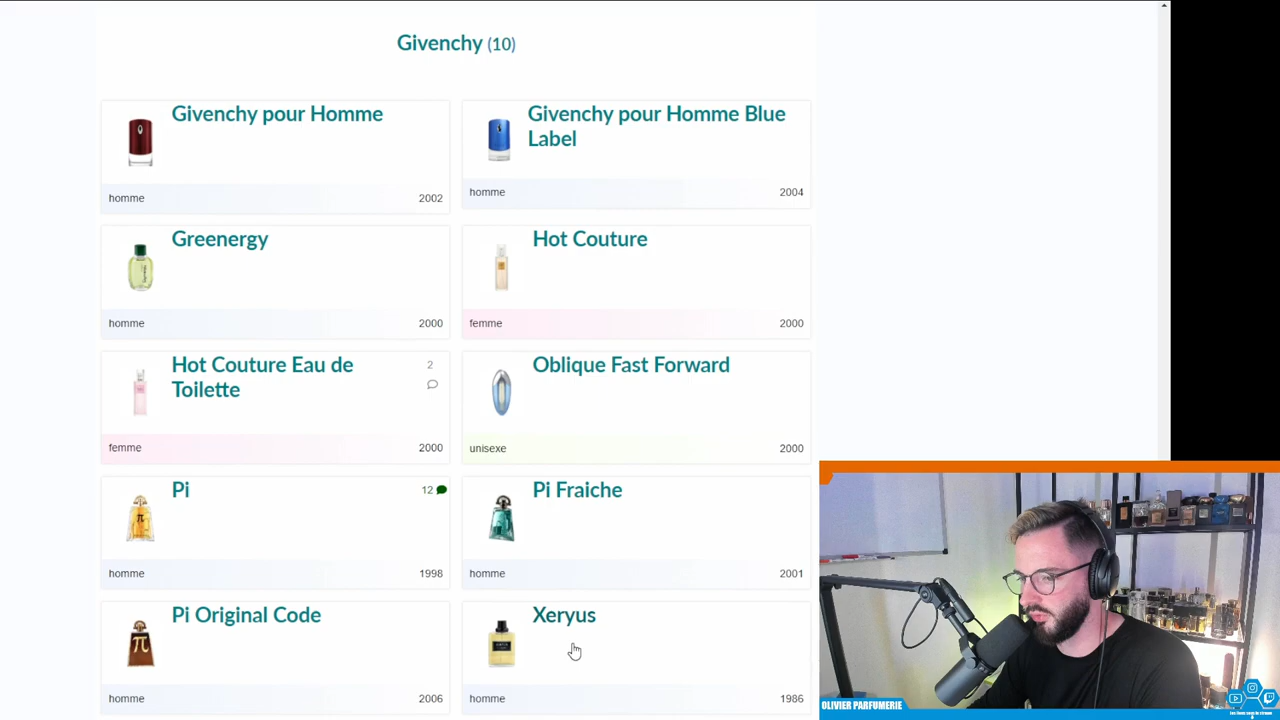 Givenchy (10)
Givenchy pour Homme
homme
2002
Givenchy pour Homme Blue
Label
homme
2004
Greenergy
homme
2000
Hot Couture
femme
2000
Hot Couture Eau de
Toilette
2
femme
2000
Oblique Fast Forward
unisexe
2000
Pi
12
homme
1998
Pi Fraiche
homme
2001
Pi Original Code
π
homme
2006
Xeryus
homme
1986
OLIVIER PARFUMERIE